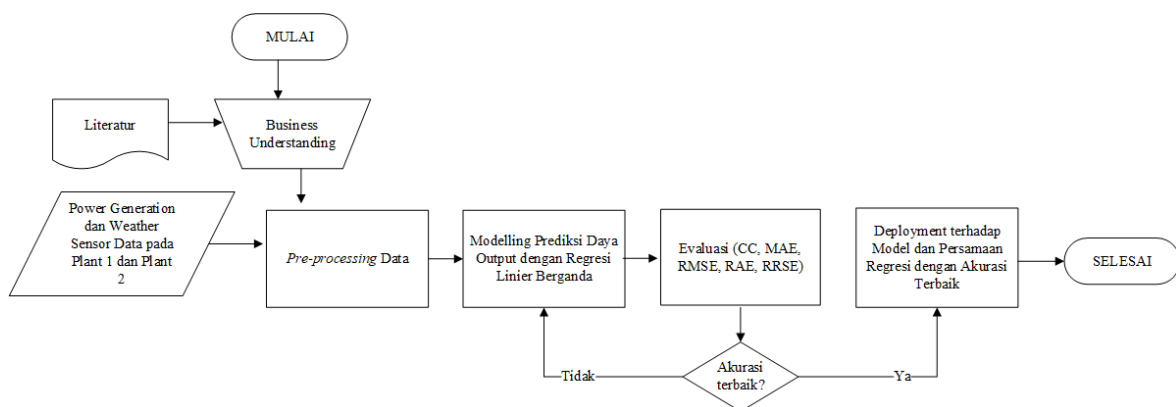 MULAI
Literatur
Business
Understanding
Power Generation
dan Weather
Sensor Data pada
Plant 1 dan Plant
2
Pre-processing Data
Modelling Prediksi Daya
Output dengan Regresi
Linier Berganda
Evaluasi (CC, MAE,
RMSE, RAE, RRSE)
Akurasi
terbaik?
Tidak
Ya
Deployment terhadap
Model dan Persamaan
Regresi dengan Akurasi
Terbaik
SELESAI